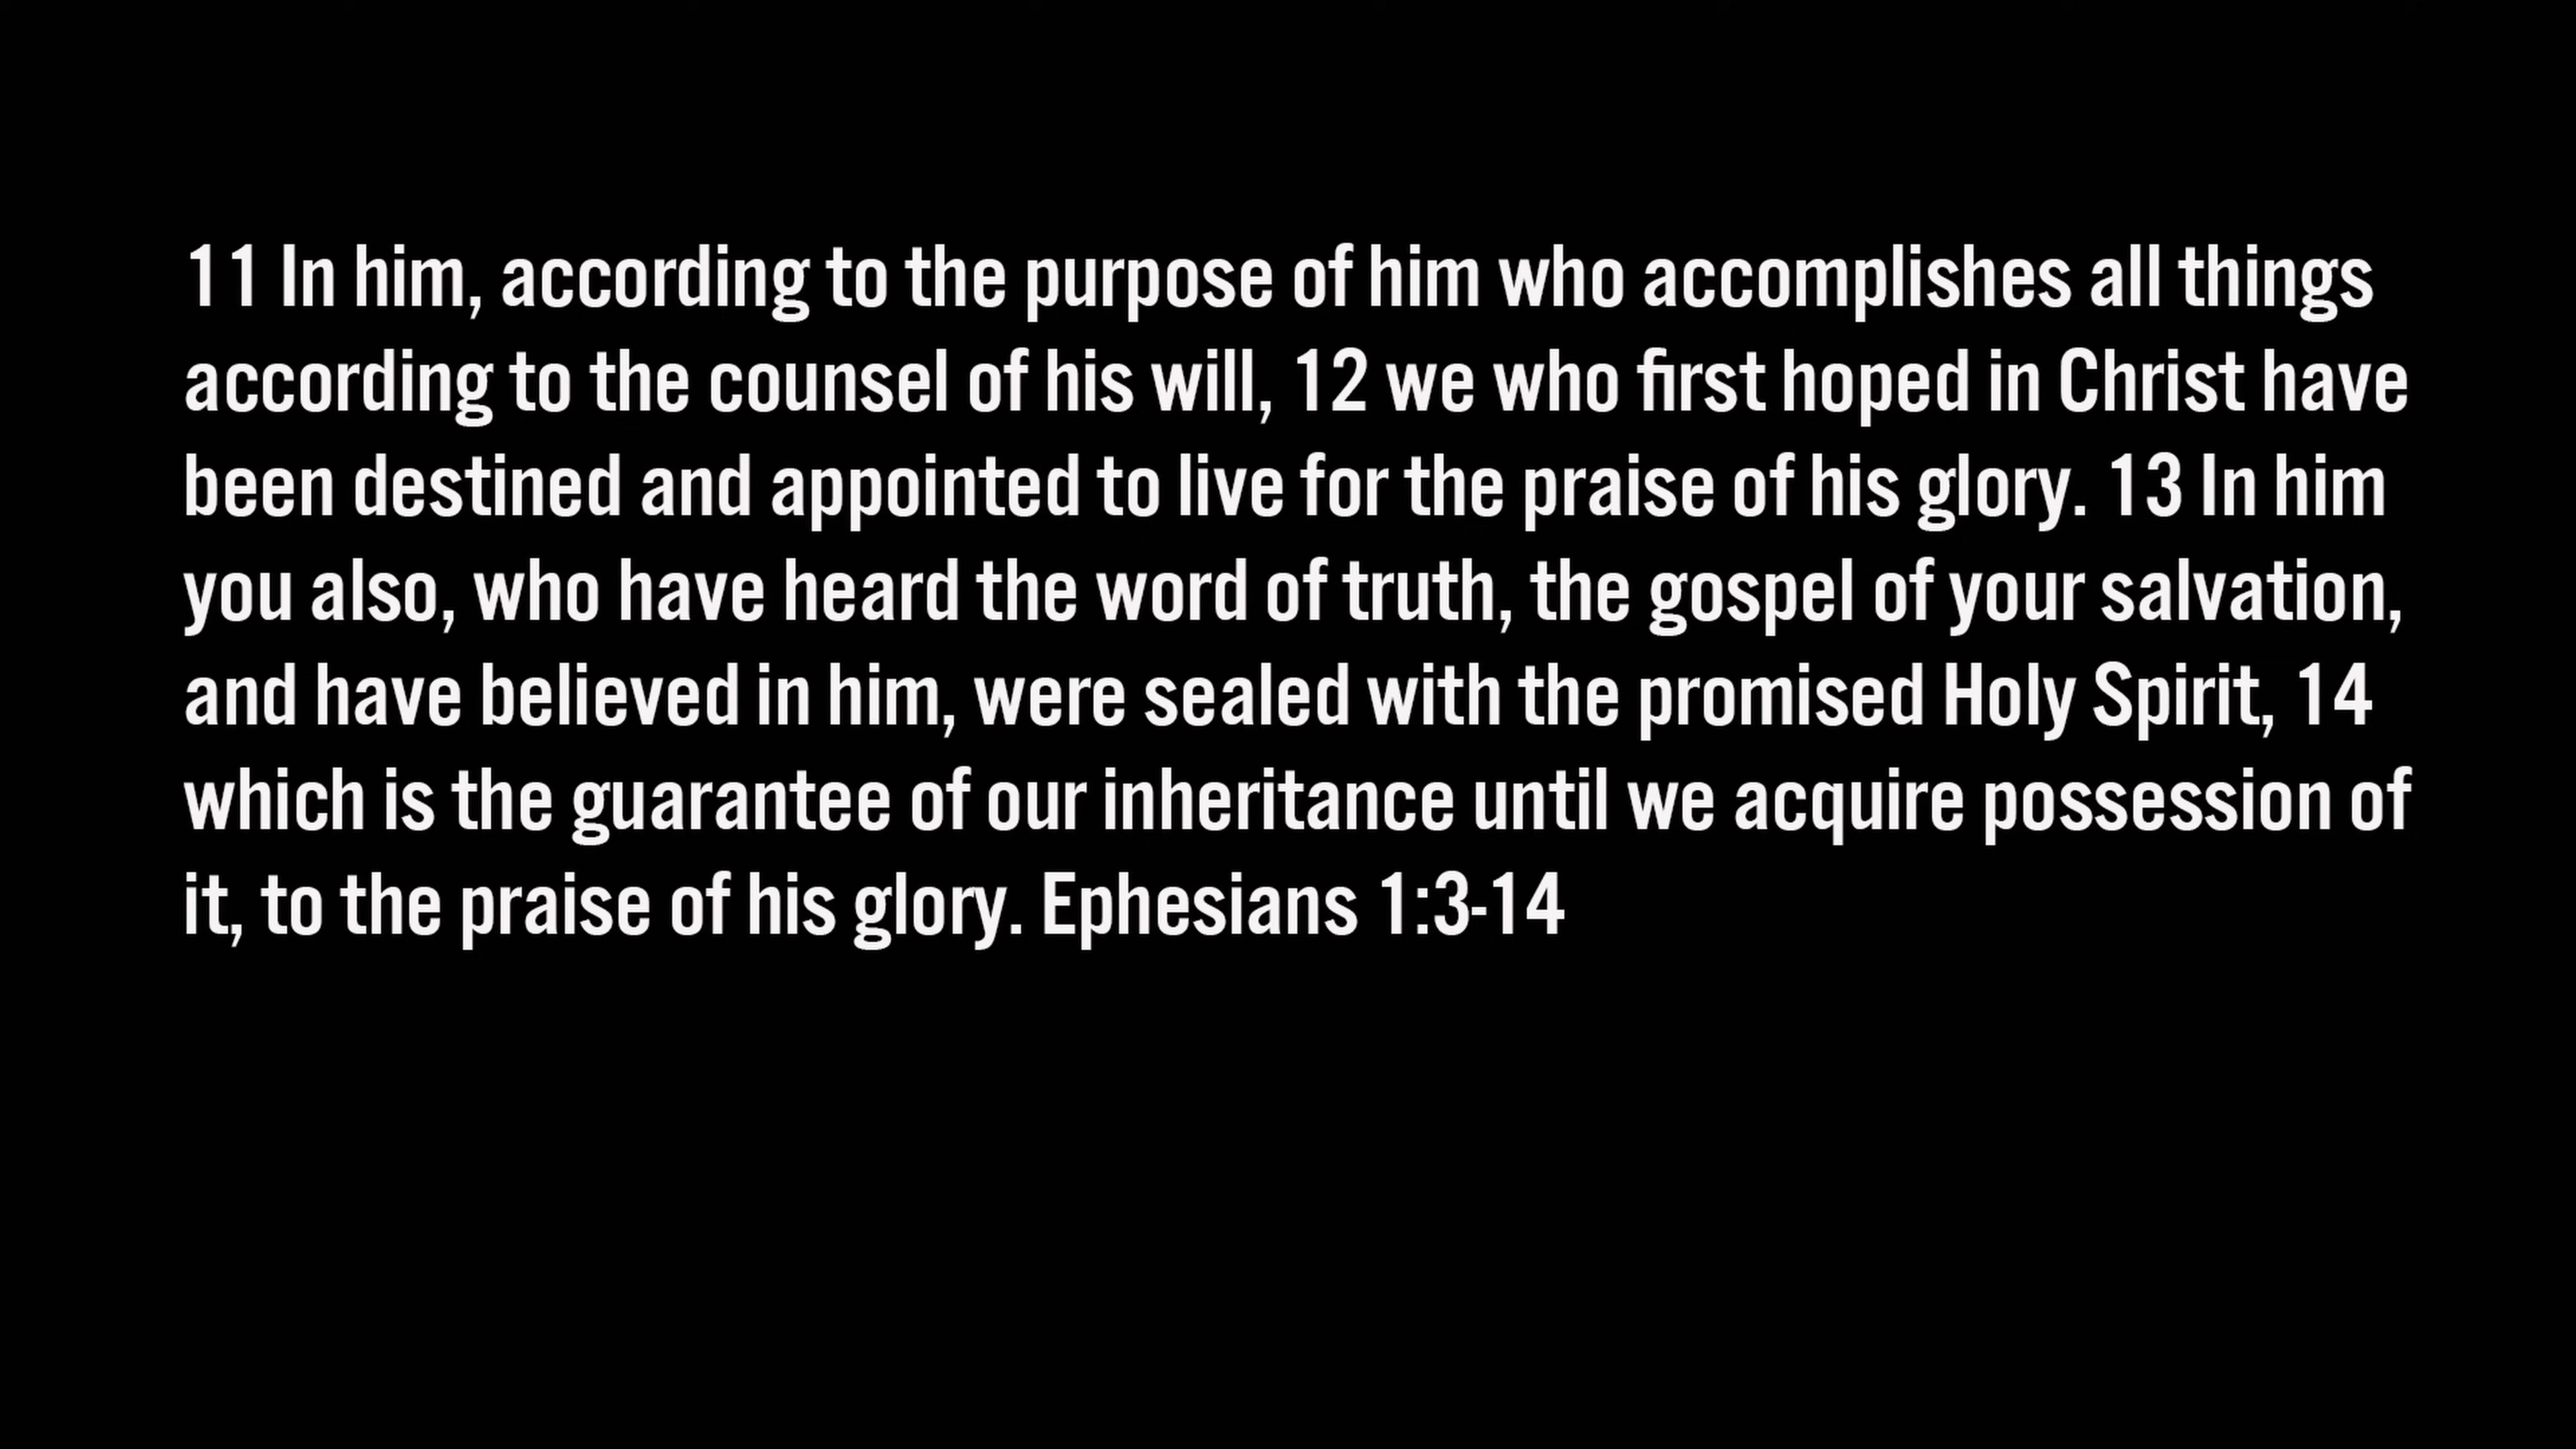 11 In him, according to the purpose of him who accomplishes all things
according to the counsel of his will, 12 we who first hoped in Christ have
been destined and appointed to live for the praise of his glory. 13 In him
you also, who have heard the word of truth, the gospel of your salvation,
and have believed in him, were sealed with the promised Holy Spirit, 14
which is the guarantee of our inheritance until we acquire possession of
it, to the praise of his glory. Ephesians 1:3-14